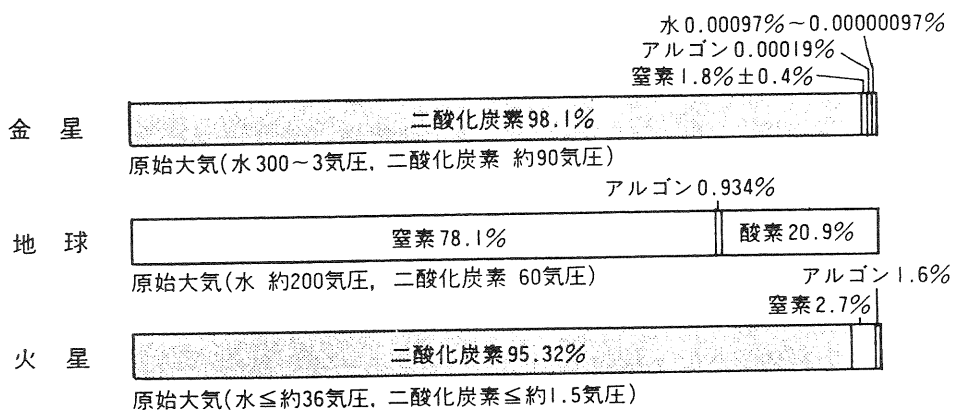 水0.00097%～0.00000097%
アルゴン0.00019%
窒素1.8%±0.4%
金星
二酸化炭素98.1%
原始大気(水300～3気圧, 二酸化炭素 約90気圧)
アルゴン0.934%
地球
窒素78.1%
酸素20.9%
原始大気(水 約200気圧, 二酸化炭素 60気圧)
アルゴン1.6%
窒素2.7%
火星
二酸化炭素95.32%
原始大気(水≦約36気圧, 二酸化炭素≦約1.5気圧)